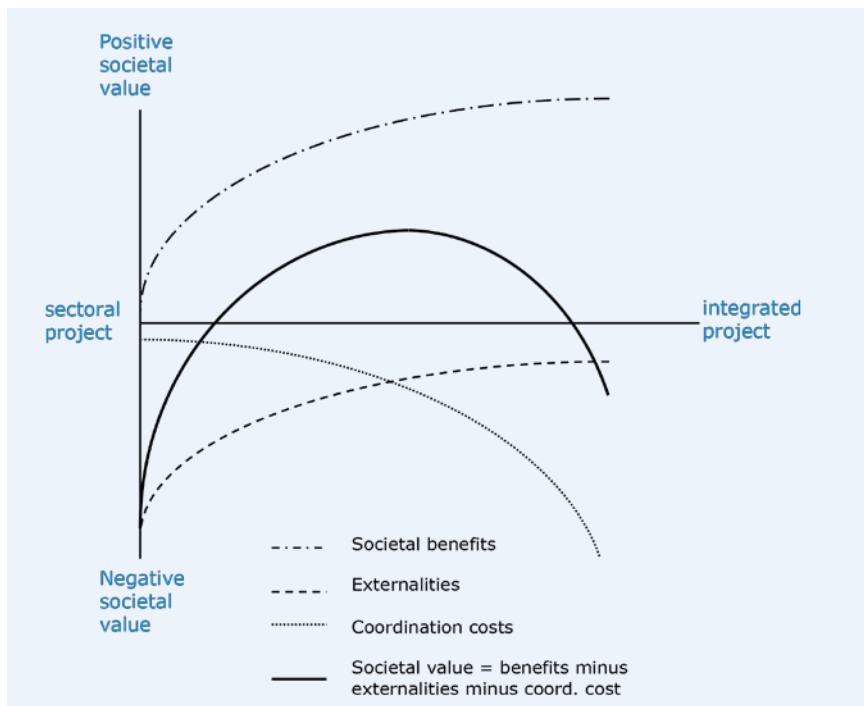 Positive
societal
value
sectoral
project
integrated
project
Negative
societal
value
Societal benefits
Externalities
Coordination costs
Societal value = benefits minus
externalities minus coord. cost